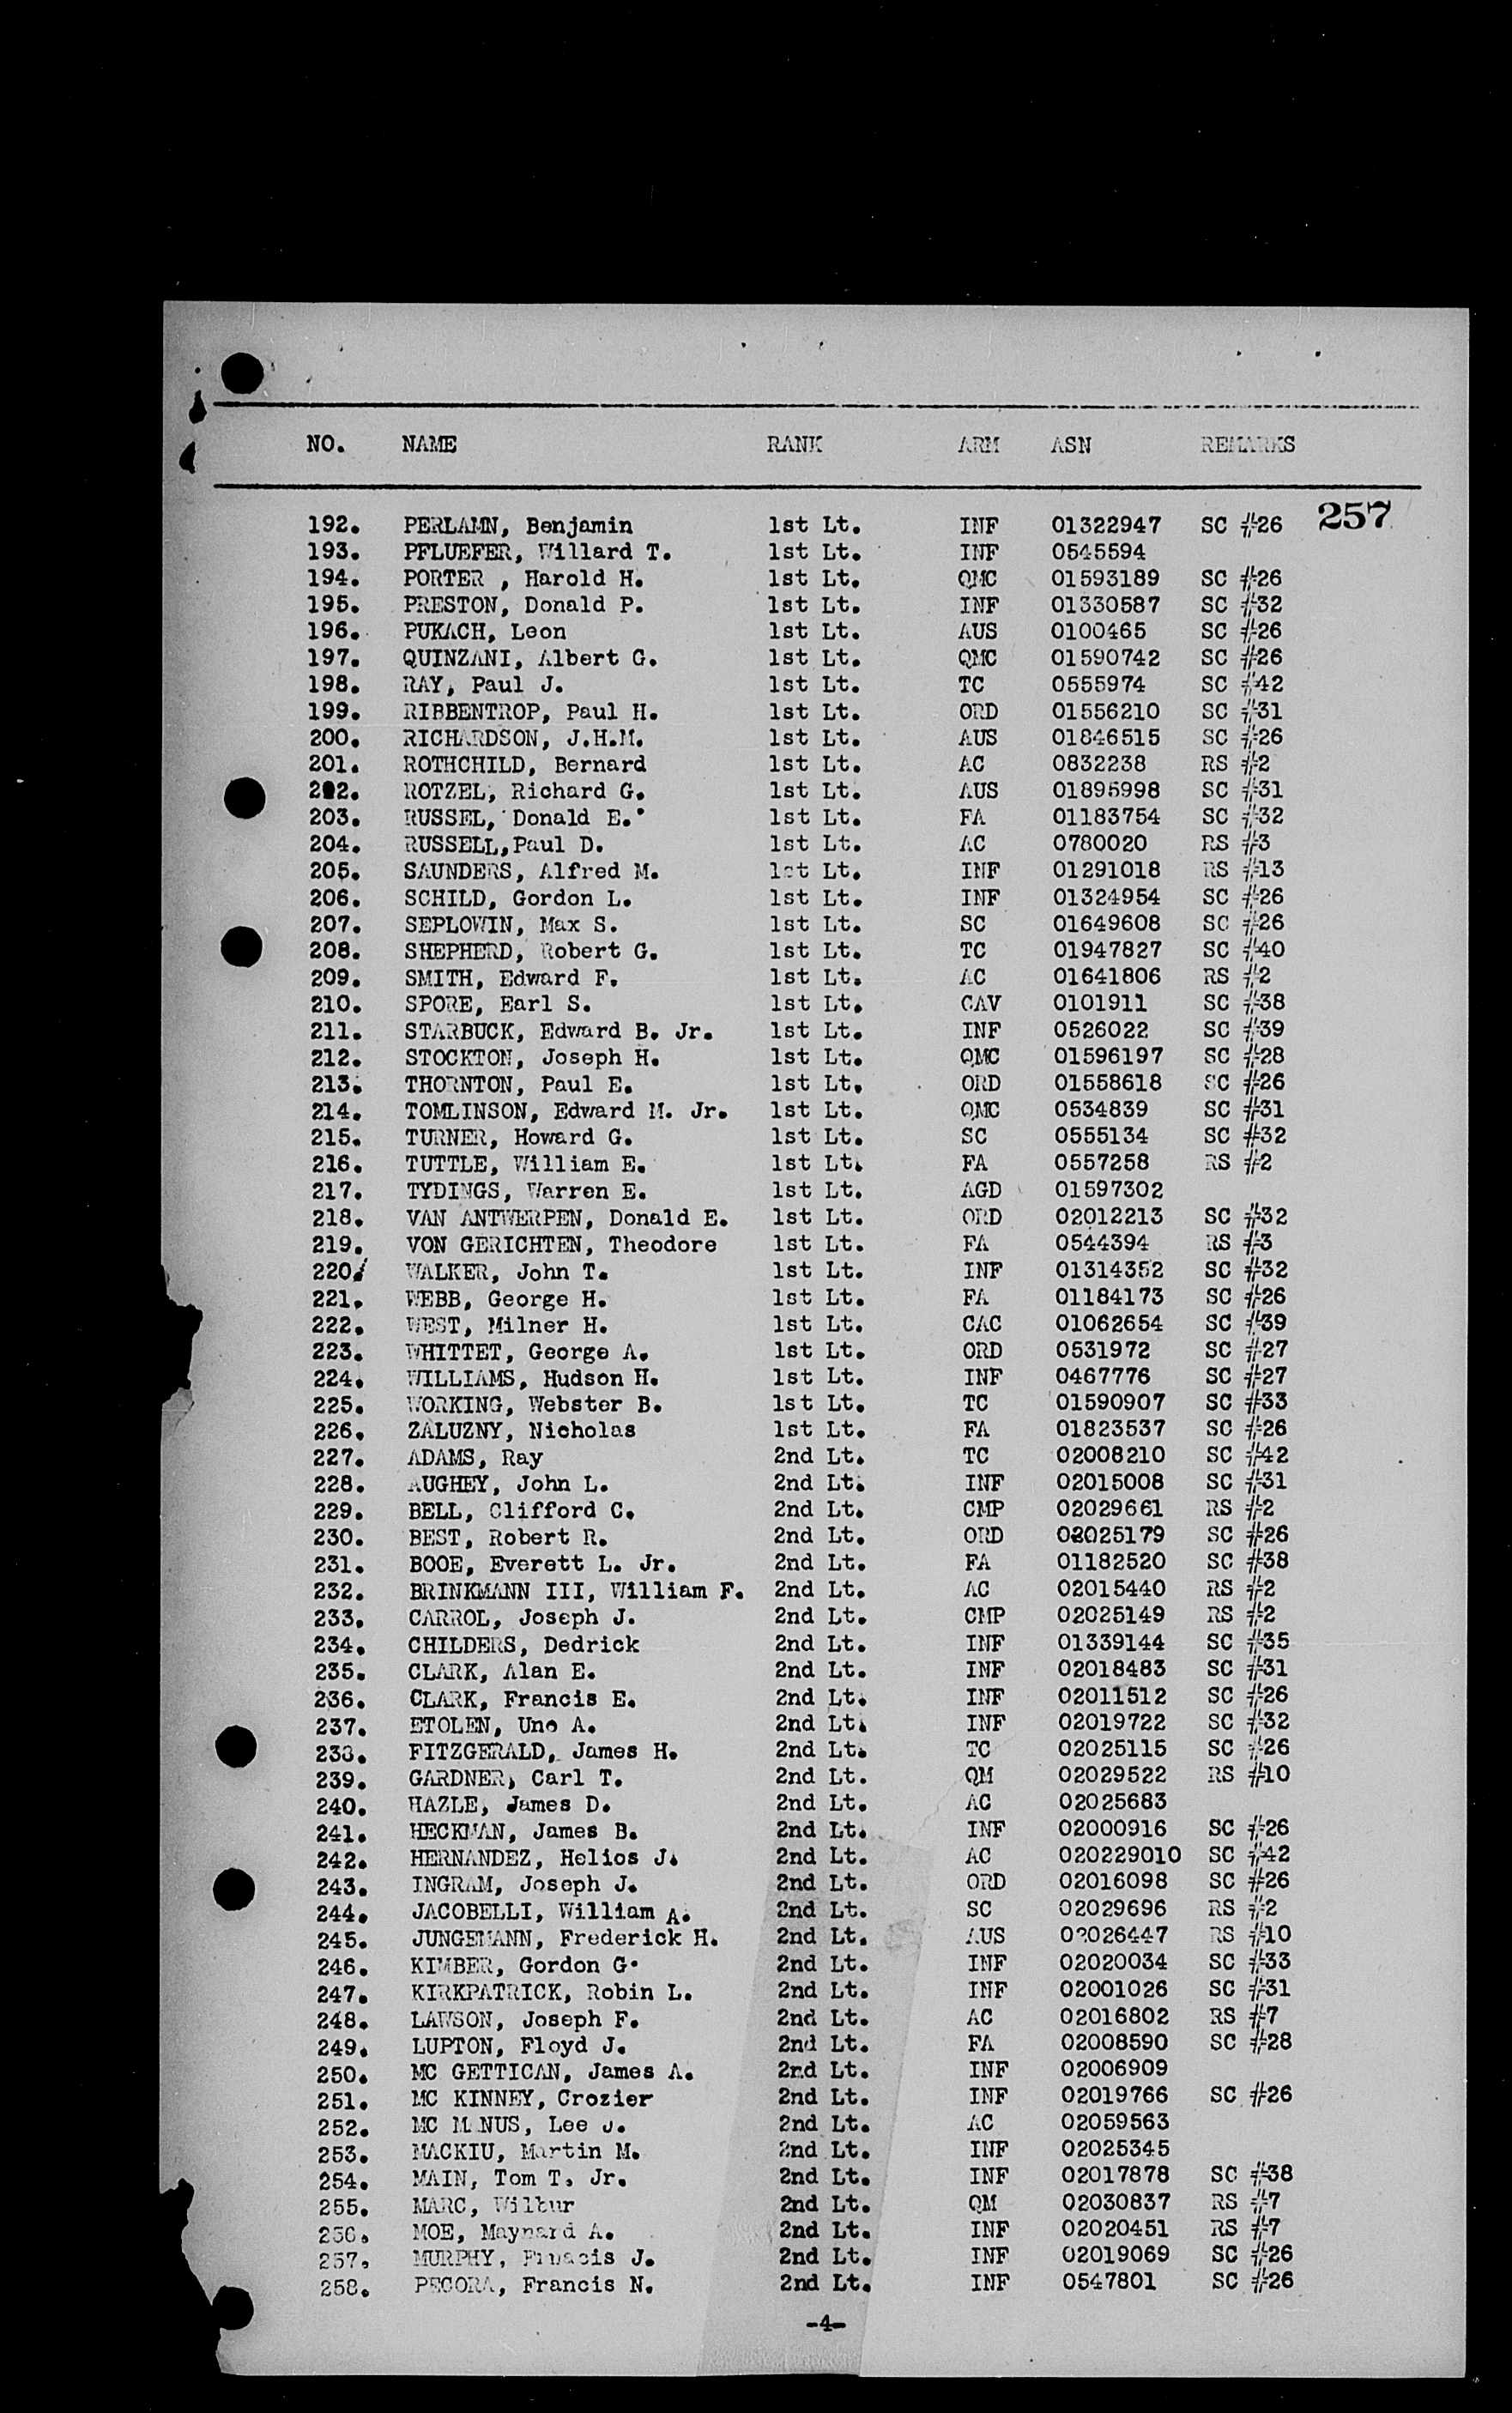 NO. NAME RANK ARM ASN REMARKS
257
192. PERLAMN, Benjamin 1st Lt. INF 01322947 SC #26
193. PFLUEFER, Willard T. 1st Lt. INF 0545594
194. PORTER , Harold H. 1st Lt. QMC 01593189 SC #26
195. PRESTON, Donald P. 1st Lt. INF 01330587 SC #32
196. PUKACH, Leon 1st Lt. AUS 0100465 SC #26
197. QUINZANI, Albert G. 1st Lt. QMC 01590742 SC #26
198. RAY, Paul J. 1st Lt. TC 0555974 SC #42
199. RIBBENTROP, Paul H. 1st Lt. ORD 01556210 SC #31
200. RICHARDSON, J.H.M. 1st Lt. AUS 01846515 SC #26
201. ROTHCHILD, Bernard 1st Lt. AC 0832238 RS #2
202. ROTZEL, Richard G. 1st Lt. AUS 01895998 SC #31
203. RUSSEL, Donald E. 1st Lt. FA 01183754 SC #32
204. RUSSELL,Paul D. 1st Lt. AC 0780020 RS #3
205. SAUNDERS, Alfred M. 1st Lt. INF 01291018 RS #13
206. SCHILD, Gordon L. 1st Lt. INF 01324954 SC #26
207. SEPLOWIN, Max S. 1st Lt. SC 01649608 SC #26
208. SHEPHERD, Robert G. 1st Lt. TC 01947827 SC #40
209. SMITH, Edward F. 1st Lt. AC 01641806 RS #2
210. SPORE, Earl S. 1st Lt. CAV 0101911 SC #38
211. STARBUCK, Edward B. Jr. 1st Lt. INF 0526022 SC #39
212. STOCKTON, Joseph H. 1st Lt. QMC 01596197 SC #28
213. THORNTON, Paul E. 1st Lt. ORD 01558618 SC #26
214. TOMLINSON, Edward M. Jr. 1st Lt. QMC 0534839 SC #31
215. TURNER, Howard G. 1st Lt. SC 0555134 SC #32
216. TUTTLE, William E. 1st Lt. FA 0557258 RS #2
217. TYDINGS, Warren E. 1st Lt. AGD 01597302
218. VAN ANTWERPEN, Donald E. 1st Lt. ORD 02012213 SC #32
219. VON GERICHTEN, Theodore 1st Lt. FA 0544394 RS #3
220. WALKER, John T. 1st Lt. INF 01314352 SC #32
221. WEBB, George H. 1st Lt. FA 01184173 SC #26
222. WEST, Milner H. 1st Lt. CAC 01062654 SC #39
223. WHITTET, George A. 1st Lt. ORD 0531972 SC #27
224. WILLIAMS, Hudson H. 1st Lt. INF 0467776 SC #27
225. WORKING, Webster B. 1st Lt. TC 01590907 SC #33
226. ZALUZNY, Nicholas 1st Lt. FA 01823537 SC #26
227. ADAMS, Ray 2nd Lt. TC 02008210 SC #42
228. AUGHEY, John L. 2nd Lt. INF 02015008 SC #31
229. BELL, Clifford C. 2nd Lt. CMP 02029661 RS #2
230. BEST, Robert R. 2nd Lt. ORD 02025179 SC #26
231. BOOE, Everett L. Jr. 2nd Lt. FA 01182520 SC #38
232. BRINKMANN III, William F. 2nd Lt. AC 02015440 RS #2
233. CARROL, Joseph J. 2nd Lt. CMP 02025149 RS #2
234. CHILDERS, Dedrick 2nd Lt. INF 01339144 SC #35
235. CLARK, Alan E. 2nd Lt. INF 02018483 SC #31
236. CLARK, Francis E. 2nd Lt. INF 02011512 SC #26
237. ETOLEN, Uno A. 2nd Lt. INF 02019722 SC #32
238. FITZGERALD, James H. 2nd Lt. TC 02025115 SC #26
239. GARDNER, Carl T. 2nd Lt. QM 02029522 RS #10
240. HAZLE, James D. 2nd Lt. AC 02025683
241. HECKMAN, James B. 2nd Lt. INF 02000916 SC #26
242. HERNANDEZ, Helios J. 2nd Lt. AC 020229010 SC #42
243. INGRAM, Joseph J. 2nd Lt. ORD 02016098 SC #26
244. JACOBELLI, William A. 2nd Lt. SC 02029696 RS #2
245. JUNGEMANN, Frederick H. 2nd Lt. AUS 02026447 RS #10
246. KIMBER, Gordon G. 2nd Lt. INF 02020034 SC #33
247. KIRKPATRICK, Robin L. 2nd Lt. INF 02001026 SC #31
248. LAWSON, Joseph F. 2nd Lt. AC 02016802 RS #7
249. LUPTON, Floyd J. 2nd Lt. FA 02008590 SC #28
250. MC GETTICAN, James A. 2nd Lt. INF 02006909
251. MC KINNEY, Crozier 2nd Lt. INF 02019766 SC #26
252. MC MANUS, Lee J. 2nd Lt. AC 02059563
253. MACKIU, Martin M. 2nd Lt. INF 02025345
254. MAIN, Tom T. Jr. 2nd Lt. INF 02017878 SC #38
255. MARC, Wilbur 2nd Lt. QM 02030837 RS #7
256. MOE, Maynard A. 2nd Lt. INF 02020451 RS #7
257. MURPHY, Francis J. 2nd Lt. INF 02019069 SC #26
258. PECORA, Francis N. 2nd Lt. INF 0547801 SC #26
-4-